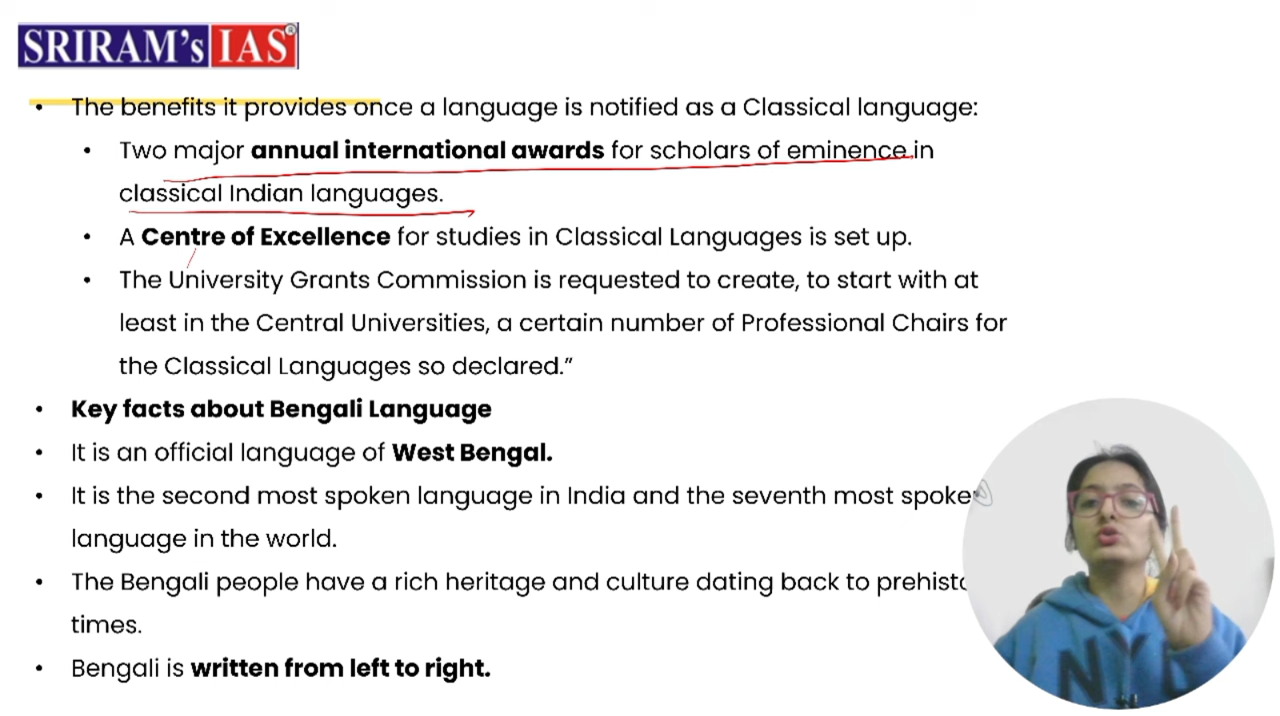 SRIRAM's IAS®
• The benefits it provides once a language is notified as a Classical language:
• Two major annual international awards for scholars of eminence in
classical Indian languages.
• A Centre of Excellence for studies in Classical Languages is set up.
• The University Grants Commission is requested to create, to start with at
least in the Central Universities, a certain number of Professional Chairs for
the Classical Languages so declared.”
• Key facts about Bengali Language
• It is an official language of West Bengal.
• It is the second most spoken language in India and the seventh most spoken
language in the world.
• The Bengali people have a rich heritage and culture dating back to
times.
• Bengali is written from left to right.